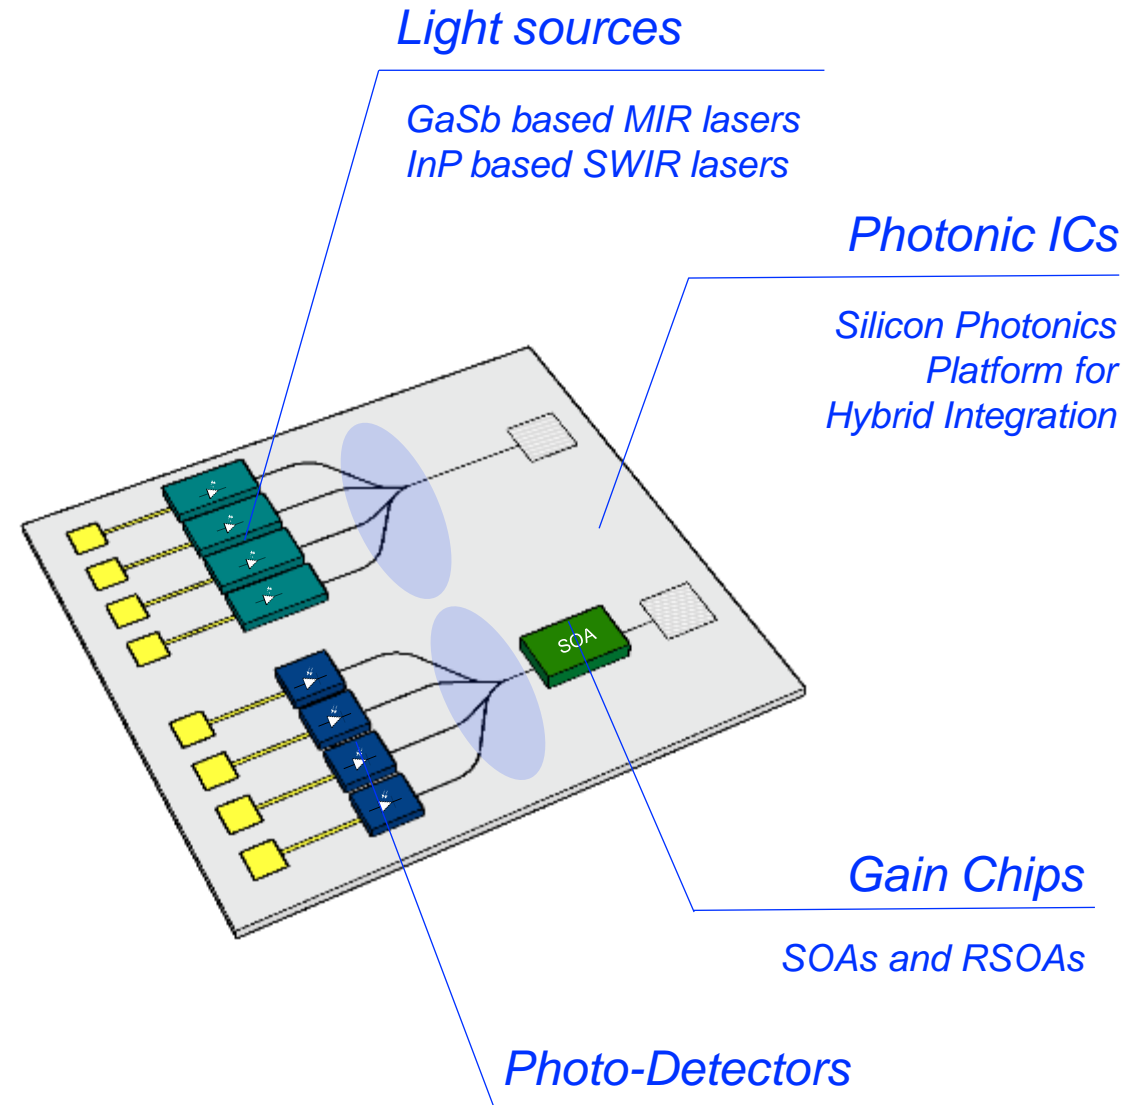 Light sources
GaSb based MIR lasers
InP based SWIR lasers
Photonic ICs
Silicon Photonics
Platform for
Hybrid Integration
SOA
Gain Chips
SOAs and RSOAs
Photo-Detectors